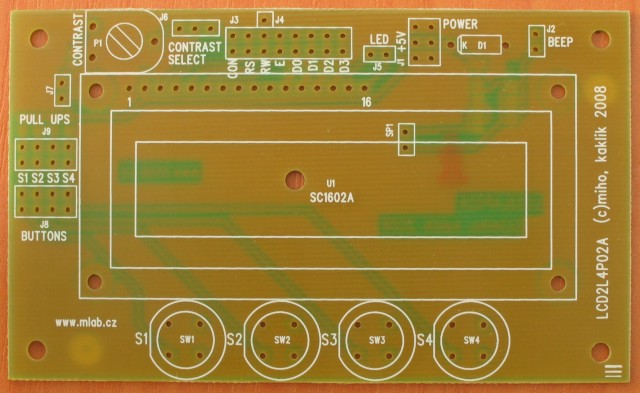 CONTRAST
P1
J6
CONTRAST
SELECT
J3
J4
CON
RS
RW
E
D0
D1
D2
D3
LED
J5
J1
+5V
POWER
K D1
J2
BEEP
J7
1
16
PULL UPS
J9
S1 S2 S3 S4
J8
BUTTONS
SP1
U1
SC1602A
LCD2L4P02A (c)miho, kaklik 2008
www.mlab.cz
S1
SW1
S2
SW2
S3
SW3
S4
SW4